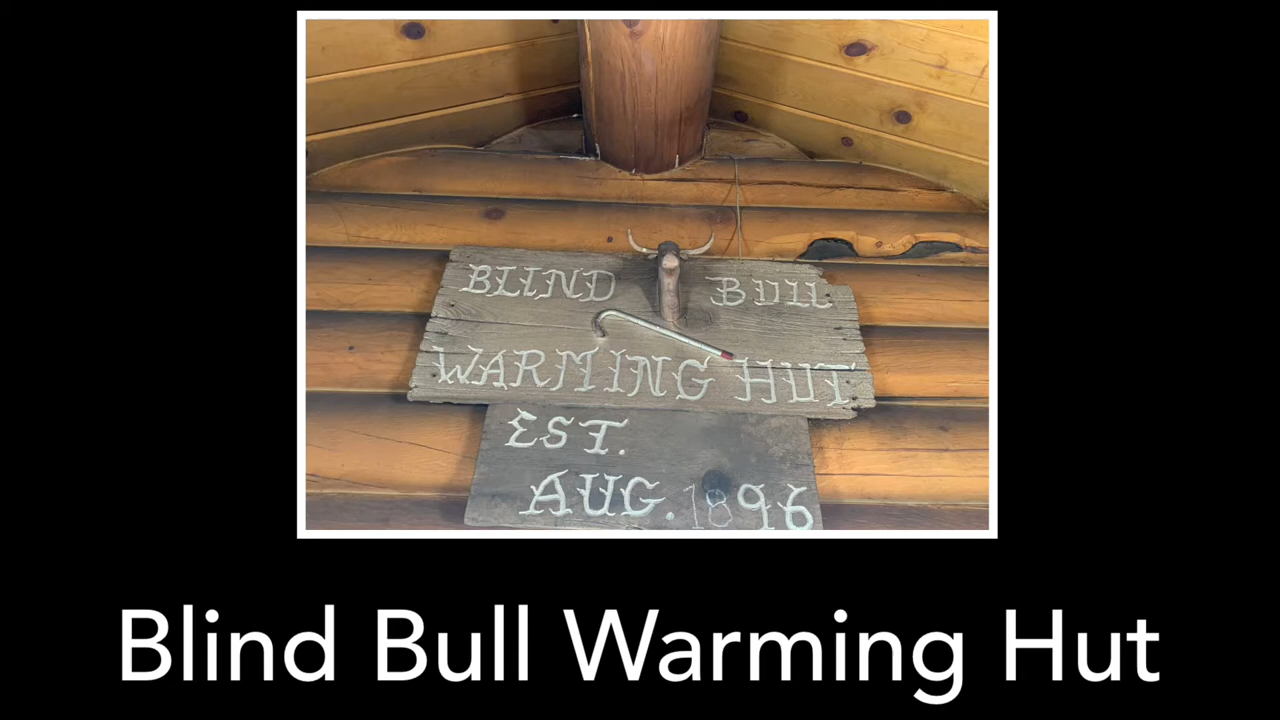 BLIND BULL
WARMING HUT
EST.
AUG. 1896
Blind Bull Warming Hut